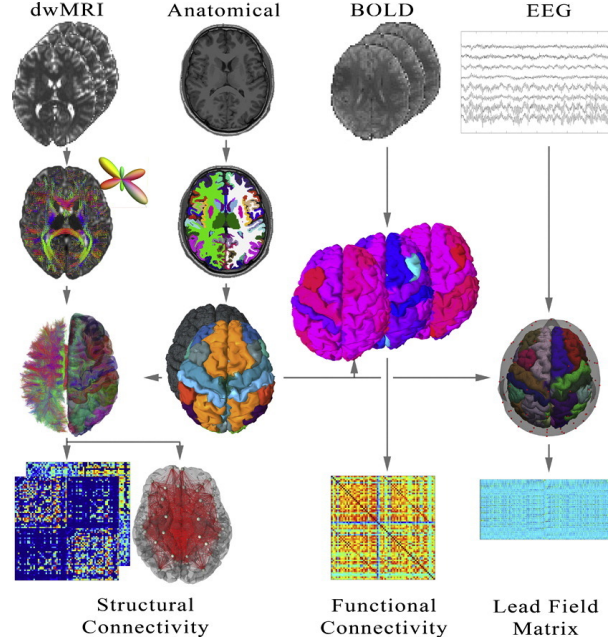 dwMRI Anatomical BOLD EEG
Structural Connectivity
Functional Connectivity
Lead Field Matrix